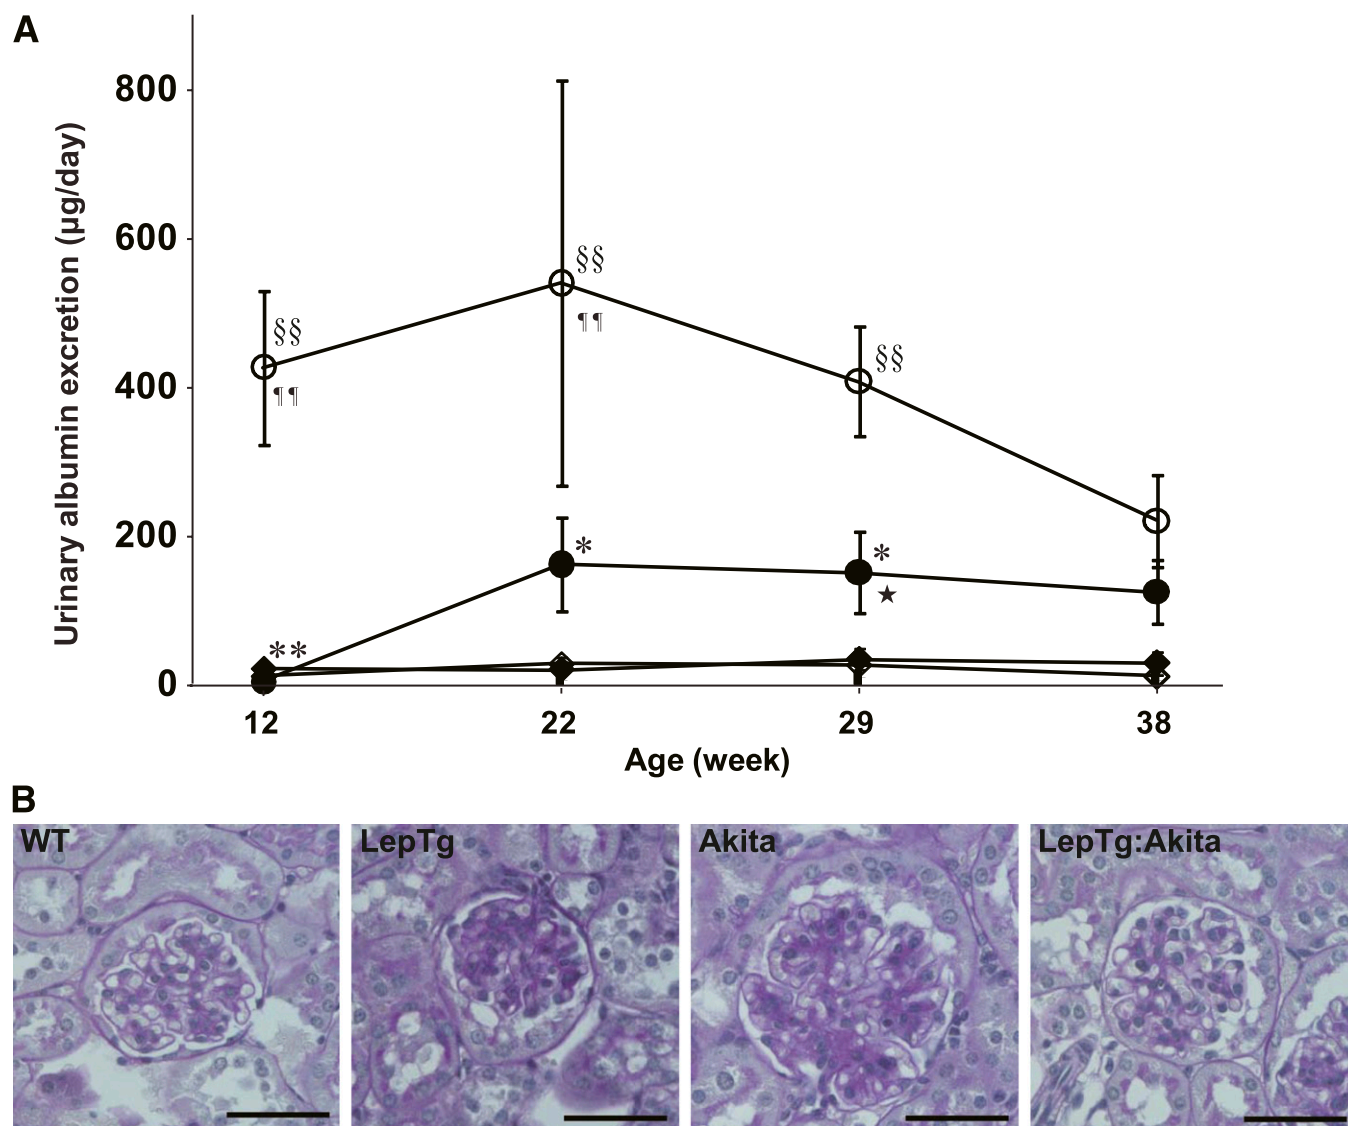 A
Urinary albumin excretion (µg/day)
800
600
400
200
0
§§
¶¶
§§
¶¶
§§
*
*
★
**
12 22 29 38
Age (week)
B
WT LepTg Akita LepTg:Akita